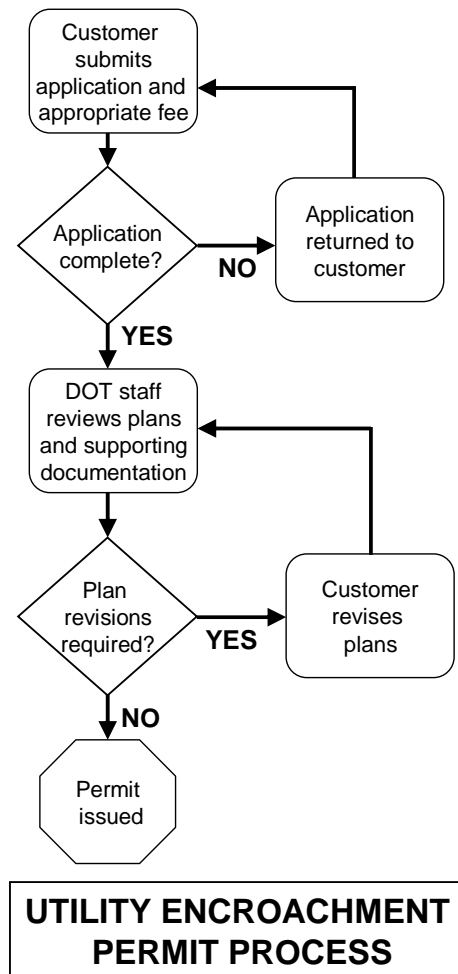 Customer
submits
application and
appropriate fee
Application
complete?
NO
Application
returned to
customer
YES
DOT staff
reviews plans
and supporting
documentation
Plan
revisions
required?
YES
Customer
revises
plans
NO
Permit
issued
UTILITY ENCROACHMENT
PERMIT PROCESS